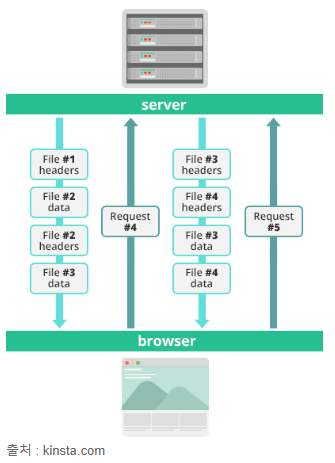 server
File #1
headers
File #2
data
File #2
headers
File #3
data
Request
#4
File #3
headers
File #4
headers
File #3
data
File #4
data
Request
#5
browser
출처 : kinsta.com